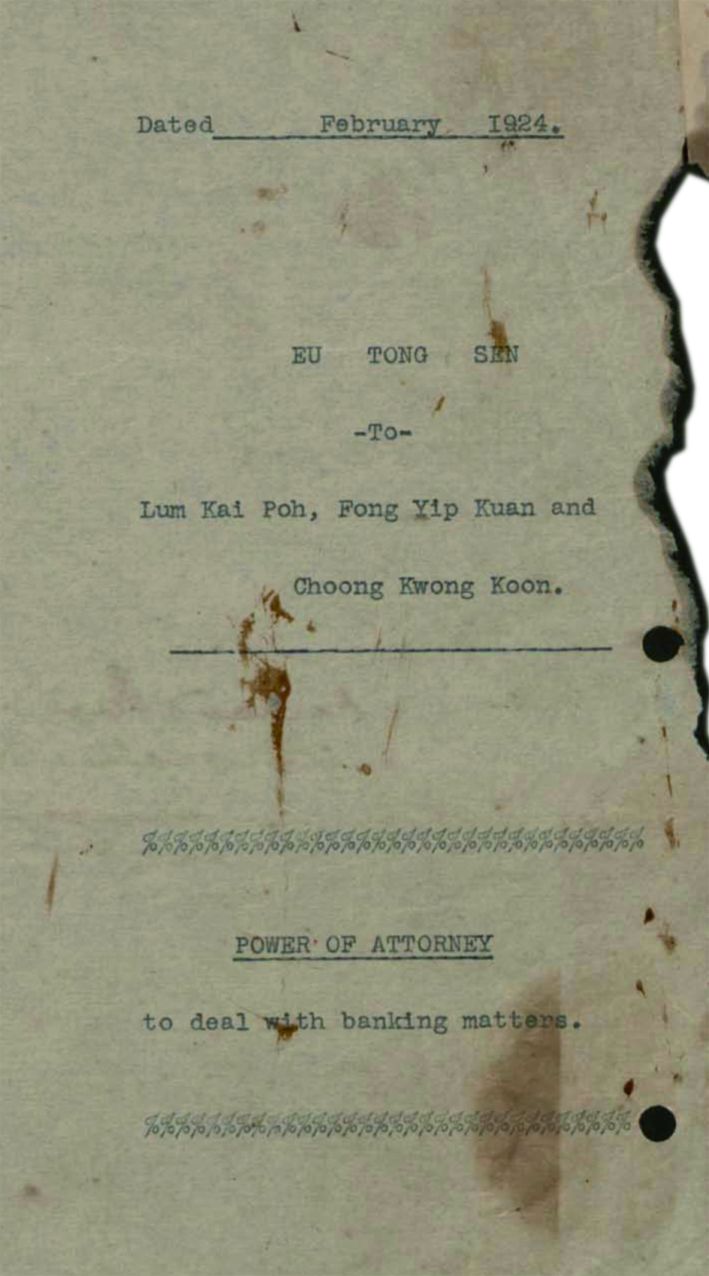 Dated February 1924.
EU TONG SEN
-To-
Lum Kai Poh, Fong Yip Kuan and
Choong Kwong Koon.
%%%%%%%%%%%%%%%%%%%%%%%%%%%%%%%%%
POWER OF ATTORNEY
to deal with banking matters.
%%%%%%%%%%%%%%%%%%%%%%%%%%%%%%%%